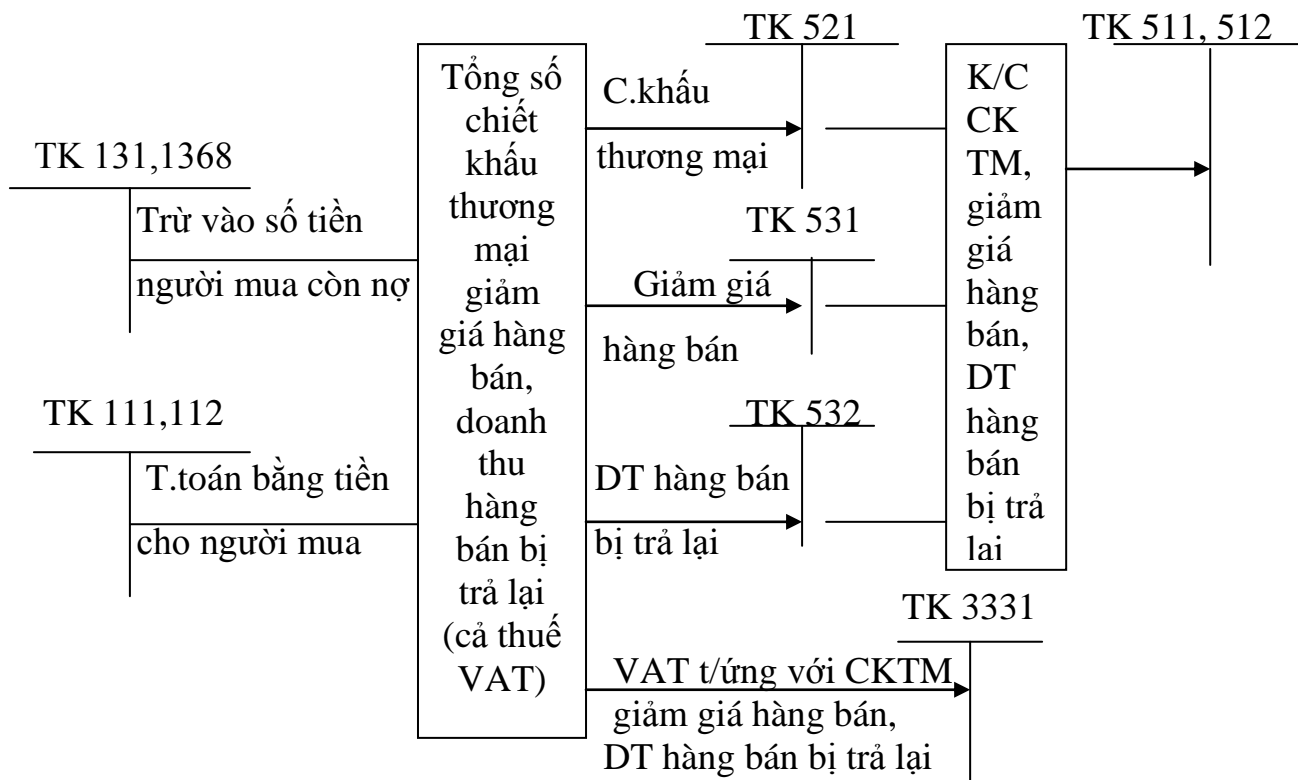 TK 131,1368
Trừ vào số tiền
người mua còn nợ
TK 111,112
T.toán bằng tiền
cho người mua
Tổng số
chiết
khấu
thương
mại
giảm
giá hàng
bán,
doanh
thu
hàng
bán bị
trả lại
(cả thuế
VAT)
TK 521
C.khấu
thương mại
TK 531
Giảm giá
hàng bán
TK 532
DT hàng bán
bị trả lại
TK 3331
VAT t/ứng với CKTM
giảm giá hàng bán,
DT hàng bán bị trả lại
K/C
CK
TM,
giảm
giá
hàng
bán,
DT
hàng
bán
bị trả
lai
TK 511, 512